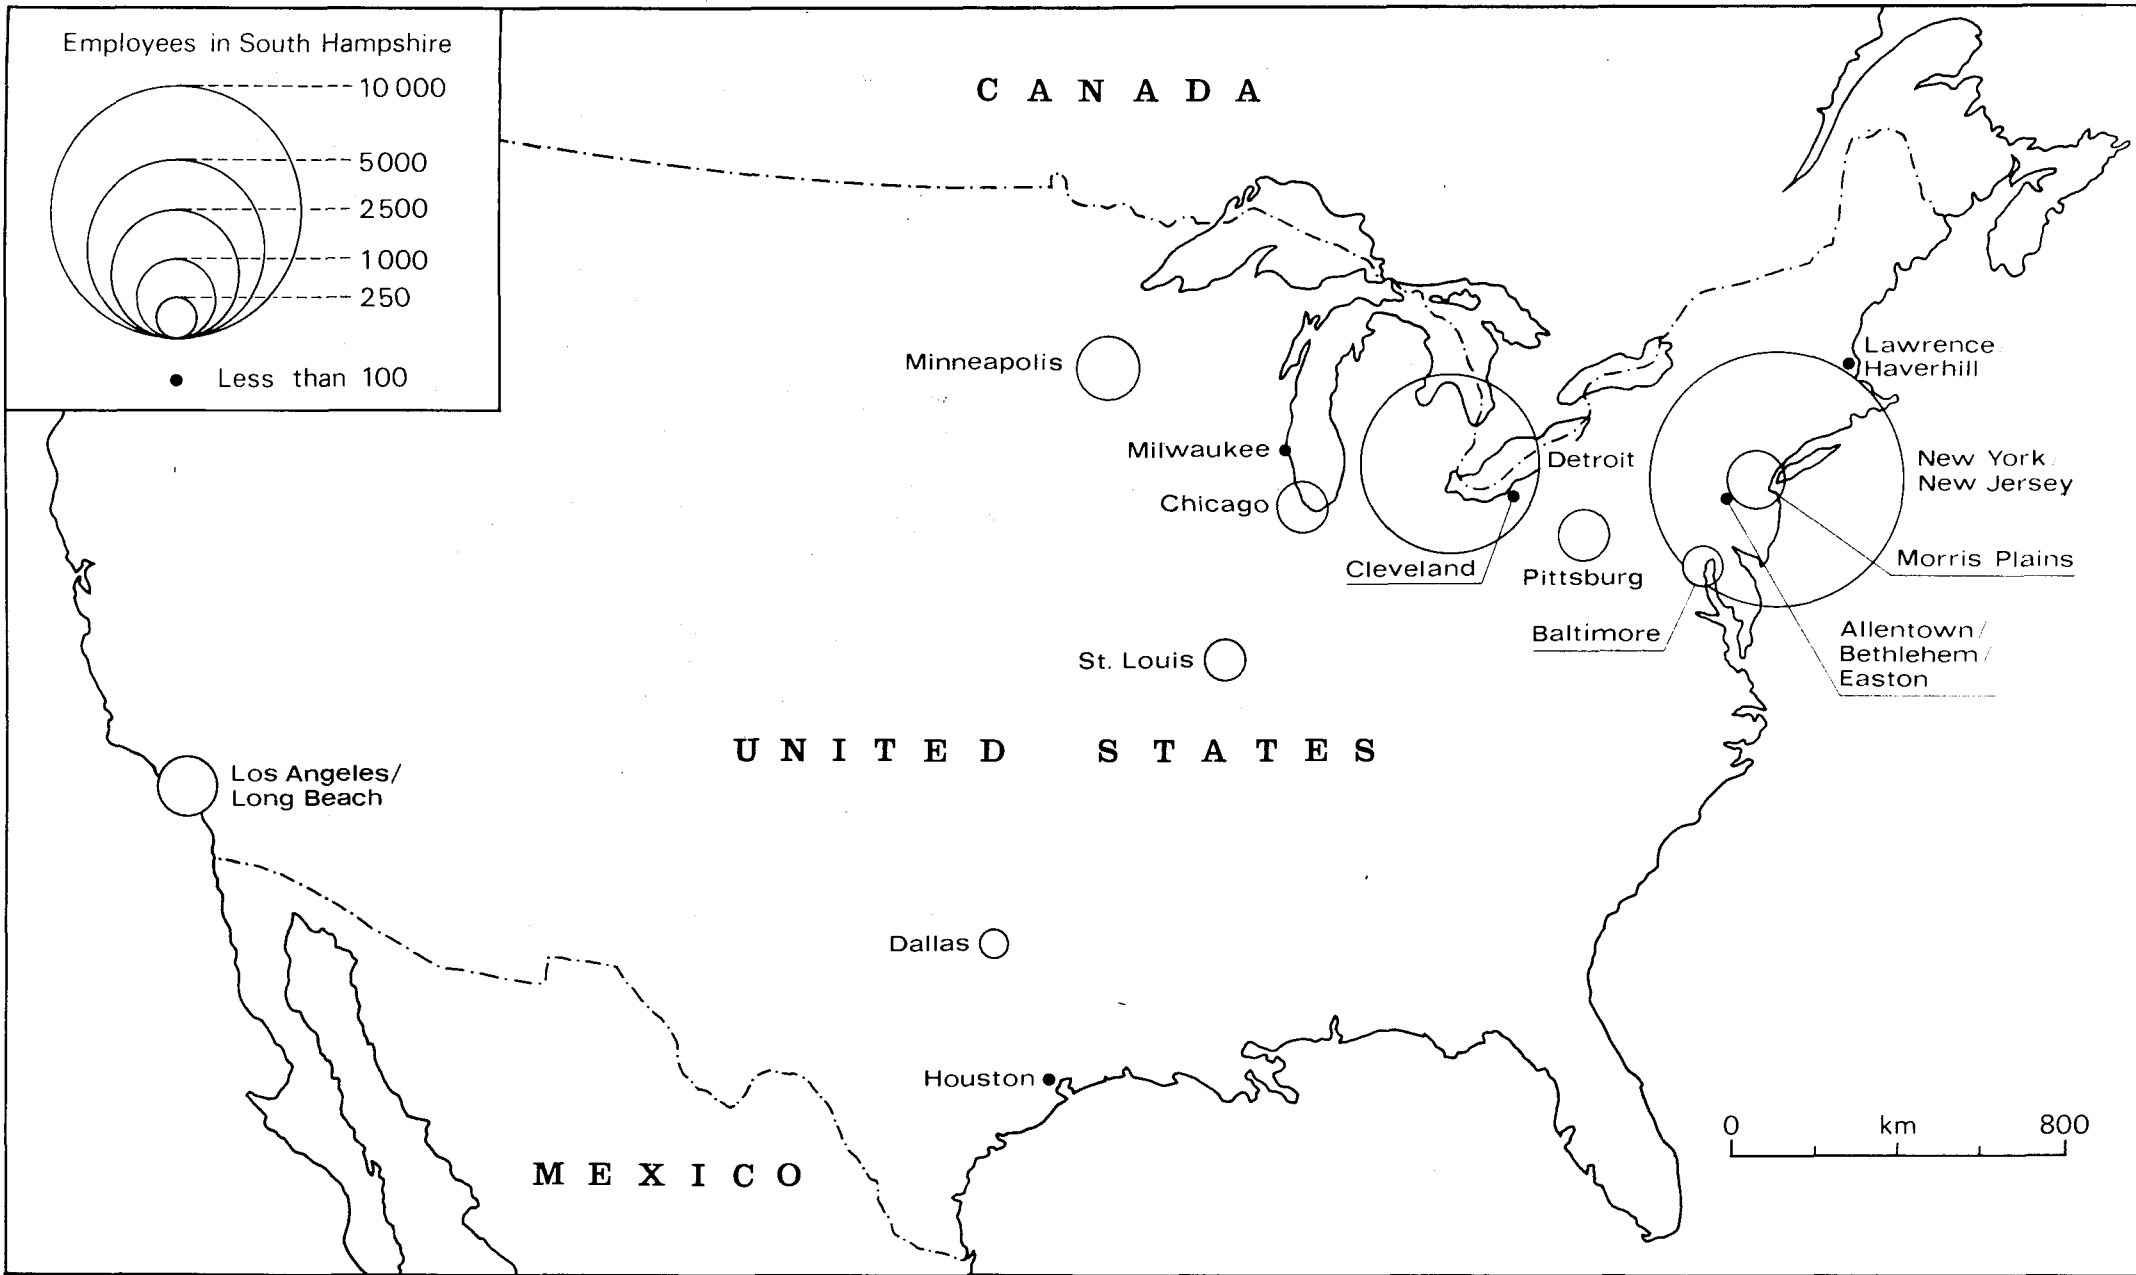 Employees in South Hampshire
10 000
5000
2500
1000
250
Less than 100
CANADA
Minneapolis
Milwaukee
Chicago
Detroit
Cleveland
Pittsburg
Lawrence
Haverhill
New York/
New Jersey
Morris Plains
Baltimore
Allentown/
Bethlehem/
Easton
St. Louis
UNITED STATES
Los Angeles/
Long Beach
Dallas
Houston
MEXICO
0 km 800